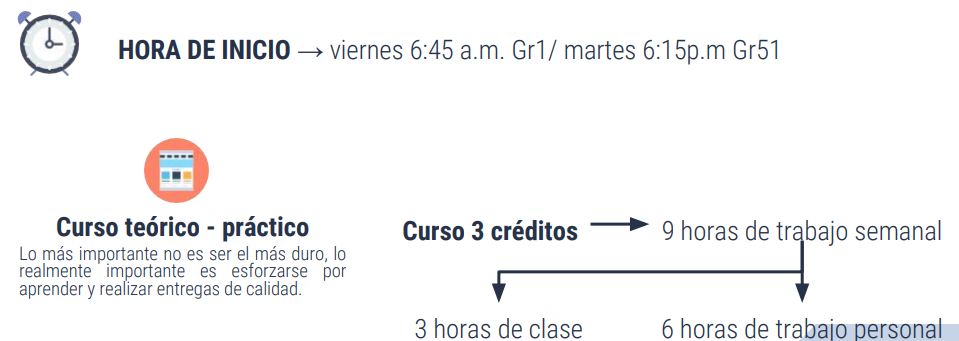 HORA DE INICIO → viernes 6:45 a.m. Gr1/ martes 6:15p.m Gr51
Curso teórico - práctico
Lo más importante no es ser el más duro, lo
realmente importante es esforzarse por
aprender y realizar entregas de calidad.
Curso 3 créditos
9 horas de trabajo semanal
3 horas de clase
6 horas de trabajo personal